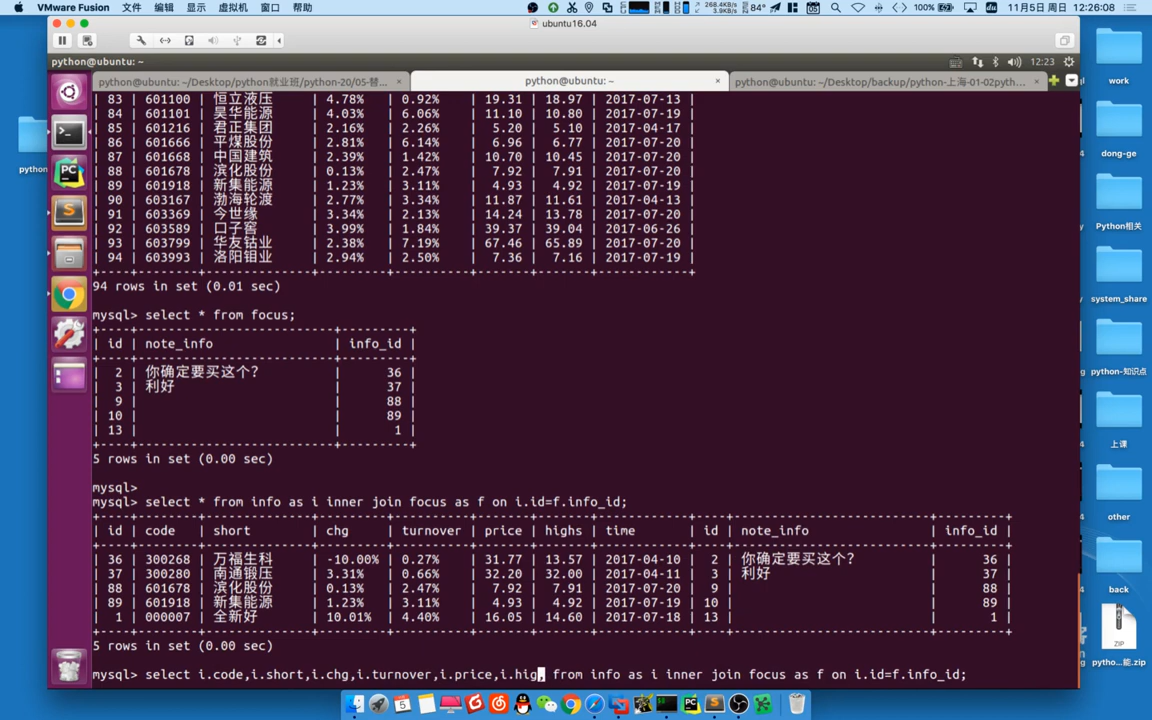 VMware Fusion 文件 编辑 显示 虚拟机 窗口 帮助 268.4KB/s 3.9KB/s 84° 100% 11月5日 周日 12:26:08
ubuntu16.04
python@ubuntu: ~ 12:23
python@ubuntu: ~/Desktop/python就业班/python-20/05-替... × python@ubuntu: ~ × python@ubuntu: ~/Desktop/backup/python-上海-01-02pyth... ×
| 83 | 601100 | 恒立液压 | 4.78% | 0.92% | 19.31 | 18.97 | 2017-07-13 |
| 84 | 601101 | 昊华能源 | 4.03% | 6.06% | 11.10 | 10.80 | 2017-07-19 |
| 85 | 601216 | 君正集团 | 2.16% | 2.26% | 5.20 | 5.10 | 2017-04-17 |
| 86 | 601666 | 平煤股份 | 2.81% | 6.14% | 6.96 | 6.77 | 2017-07-20 |
| 87 | 601668 | 中国建筑 | 2.39% | 1.42% | 10.70 | 10.45 | 2017-07-20 |
| 88 | 601678 | 滨化股份 | 0.13% | 2.47% | 7.92 | 7.91 | 2017-07-20 |
| 89 | 601918 | 新集能源 | 1.23% | 3.11% | 4.93 | 4.92 | 2017-07-19 |
| 90 | 603167 | 渤海轮渡 | 2.77% | 3.34% | 11.87 | 11.61 | 2017-04-13 |
| 91 | 603369 | 今世缘 | 3.34% | 2.13% | 14.24 | 13.78 | 2017-07-20 |
| 92 | 603589 | 口子窖 | 3.99% | 1.84% | 39.37 | 39.04 | 2017-06-26 |
| 93 | 603799 | 华友钴业 | 2.38% | 7.19% | 67.46 | 65.89 | 2017-07-20 |
| 94 | 603993 | 洛阳钼业 | 2.94% | 2.50% | 7.36 | 7.16 | 2017-07-19 |
94 rows in set (0.01 sec)
mysql> select * from focus;
| id | note_info | info_id |
| 2 | 你确定要买这个? | 36 |
| 3 | 利好 | 37 |
| 9 | | 88 |
| 10 | | 89 |
| 13 | | 1 |
5 rows in set (0.00 sec)
mysql>
mysql> select * from info as i inner join focus as f on i.id=f.info_id;
| id | code | short | chg | turnover | price | highs | time | id | note_info | info_id |
| 36 | 300268 | 万福生科 | -10.00% | 0.27% | 31.77 | 13.57 | 2017-04-10 | 2 | 你确定要买这个? | 36 |
| 37 | 300280 | 南通锻压 | 3.31% | 0.66% | 32.20 | 32.00 | 2017-04-11 | 3 | 利好 | 37 |
| 88 | 601678 | 滨化股份 | 0.13% | 2.47% | 7.92 | 7.91 | 2017-07-20 | 9 | | 88 |
| 89 | 601918 | 新集能源 | 1.23% | 3.11% | 4.93 | 4.92 | 2017-07-19 | 10 | | 89 |
| 1 | 000007 | 全新好 | 10.01% | 4.40% | 16.05 | 14.60 | 2017-07-18 | 13 | | 1 |
5 rows in set (0.00 sec)
mysql> select i.code,i.short,i.chg,i.turnover,i.price,i.hig, from info as i inner join focus as f on i.id=f.info_id;
python
work
dong-ge
Python相关
system_share
python-知识点
上课
other
back
ZIP
pytho...能.zip